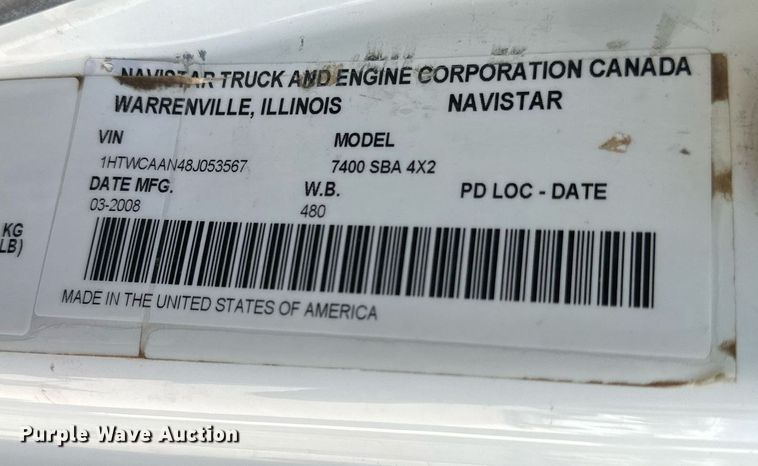 NAVISTAR TRUCK AND ENGINE CORPORATION CANADA
WARRENVILLE, ILLINOIS NAVISTAR
VIN MODEL
1HTWCAAN48J053567 7400 SBA 4X2
DATE MFG. W.B. PD LOC - DATE
03-2008 480
KG
LB)
MADE IN THE UNITED STATES OF AMERICA
Purple Wave Auction